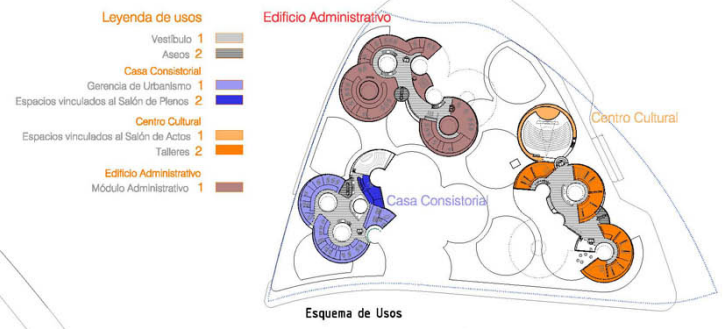 Leyenda de usos
Vestíbulo 1
Aseos 2
Casa Consistorial
Gerencia de Urbanismo 1
Espacios vinculados al Salón de Plenos 2
Centro Cultural
Espacios vinculados al Salón de Actos 1
Talleres 2
Edificio Administrativo
Módulo Administrativo 1
Edificio Administrativo
Centro Cultural
Casa Consistorial
Esquema de Usos